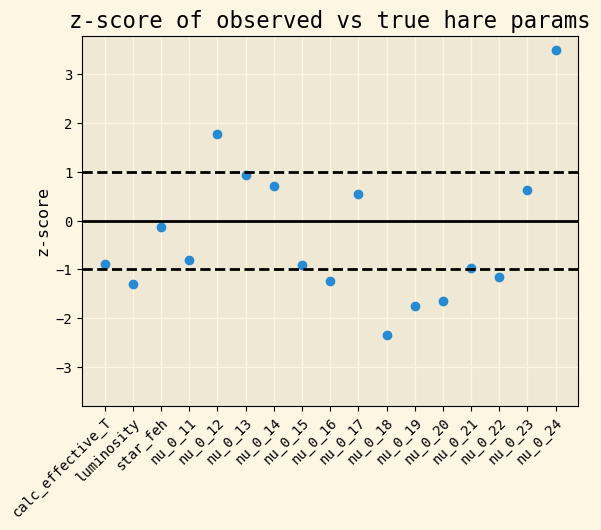 z-score of observed vs true hare params
z-score
3
2
1
0
−1
−2
−3
calc_effective_T
luminosity
star_feh
nu_0_11
nu_0_12
nu_0_13
nu_0_14
nu_0_15
nu_0_16
nu_0_17
nu_0_18
nu_0_19
nu_0_20
nu_0_21
nu_0_22
nu_0_23
nu_0_24